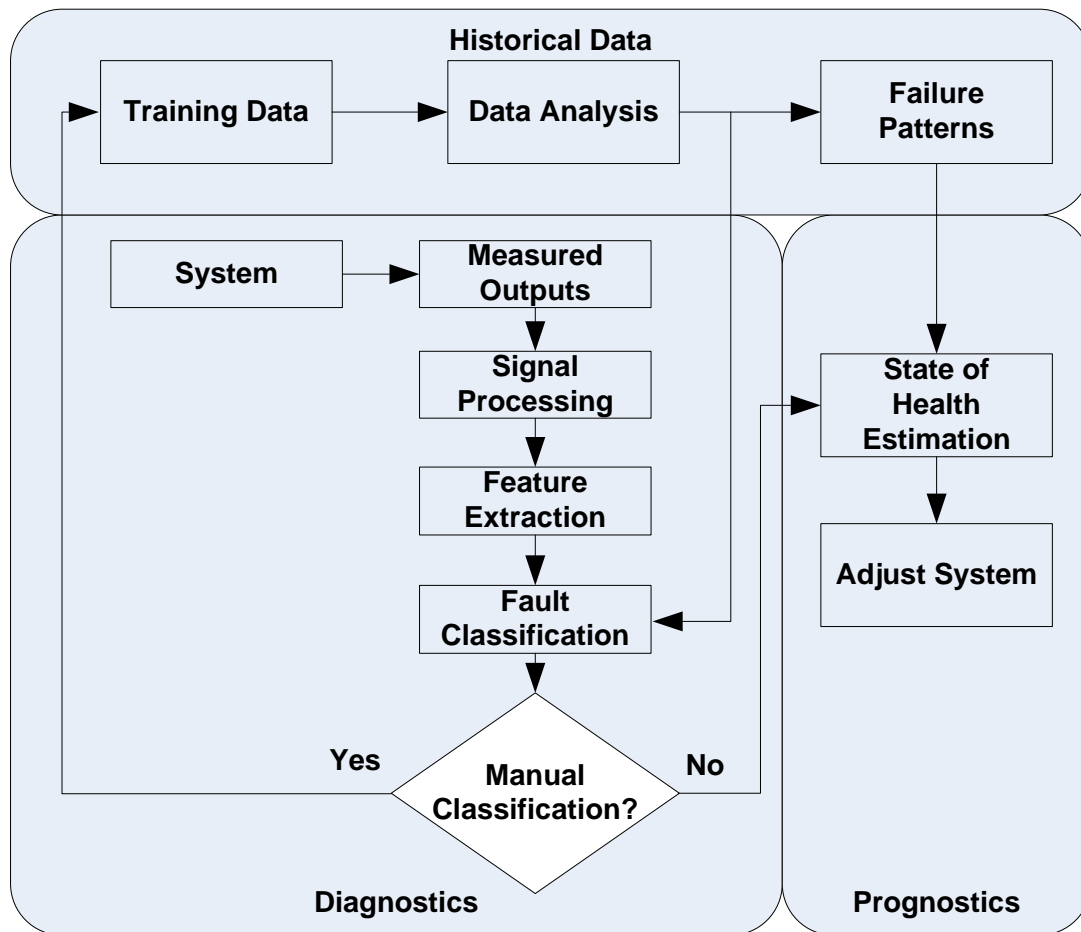 Historical Data
Training Data
Data Analysis
Failure
Patterns
System
Measured
Outputs
Signal
Processing
Feature
Extraction
Fault
Classification
State of
Health
Estimation
Adjust System
Yes
No
Manual
Classification?
Diagnostics
Prognostics